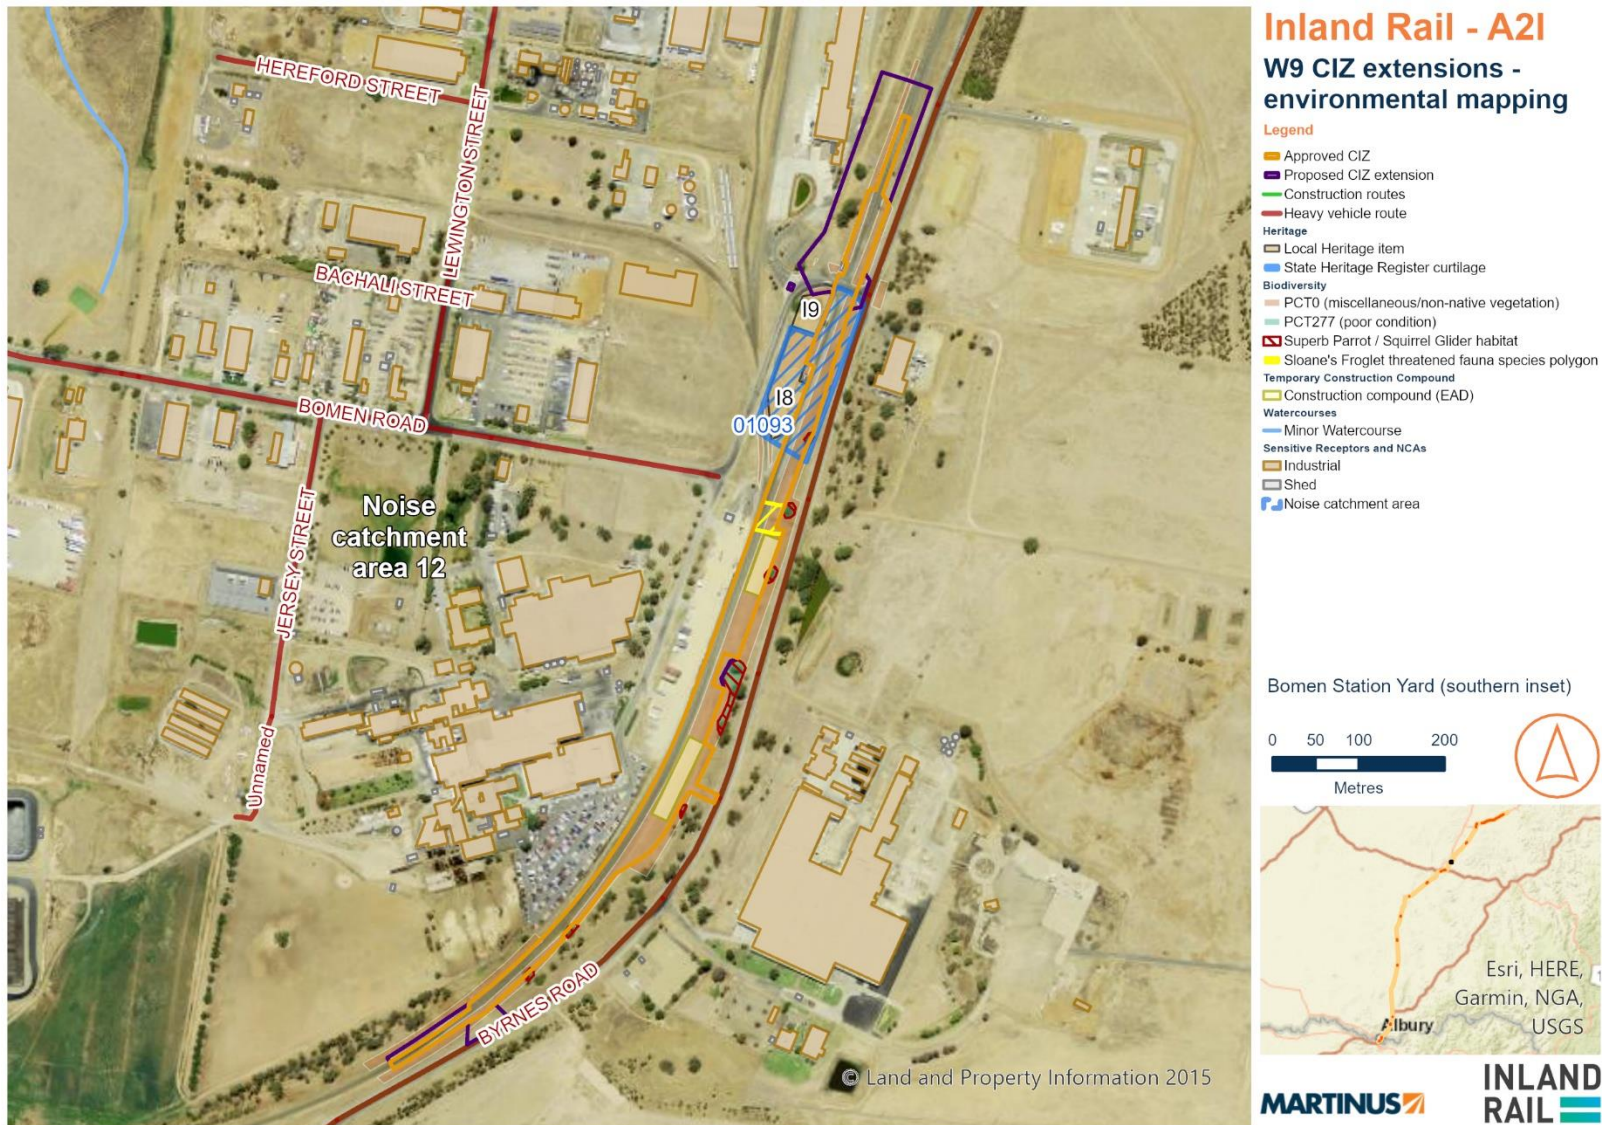 HEREFORD STREET
LEWINGTON STREET
BACHALI STREET
BOMEN ROAD
JERSEY STREET
Unnamed
BYRNES ROAD
I9
I8
01093
Noise
catchment
area 12
© Land and Property Information 2015
Inland Rail - A2I
W9 CIZ extensions -
environmental mapping
Legend
Approved CIZ
Proposed CIZ extension
Construction routes
Heavy vehicle route
Heritage
Local Heritage item
State Heritage Register curtilage
Biodiversity
PCT0 (miscellaneous/non-native vegetation)
PCT277 (poor condition)
Superb Parrot / Squirrel Glider habitat
Sloane's Froglet threatened fauna species polygon
Temporary Construction Compound
Construction compound (EAD)
Watercourses
Minor Watercourse
Sensitive Receptors and NCAs
Industrial
Shed
Noise catchment area
Bomen Station Yard (southern inset)
0 50 100 200
Metres
Esri, HERE,
Garmin, NGA,
USGS
Albury
MARTINUS
INLAND
RAIL